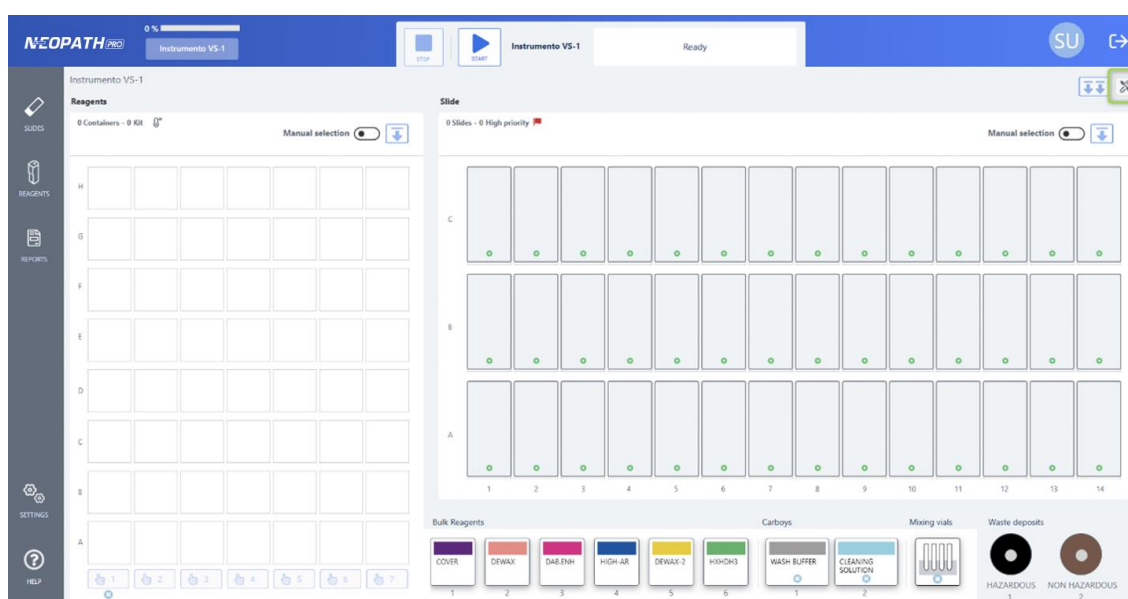 NEOPATH PRO
0 %
Instrumento VS-1
STOP
START
Instrumento VS-1
Ready
SU
Instrumento VS-1
Reagents
Slide
SLIDES
REAGENTS
REPORTS
SETTINGS
HELP
0 Containers - 0 Kit
Manual selection
0 Slides - 0 High priority
Manual selection
H
G
F
E
D
C
B
A
1 2 3 4 5 6 7
C
B
A
1 2 3 4 5 6 7 8 9 10 11 12 13 14
Bulk Reagents
Carboys
Mixing vials
Waste deposits
COVER
DEWAX
DAB.ENH
HIGH-AR
DEWAX-2
HXHDH3
WASH BUFFER
CLEANING
SOLUTION
1 2 3 4 5 6
1 2
HAZARDOUS
1
NON HAZARDOUS
2